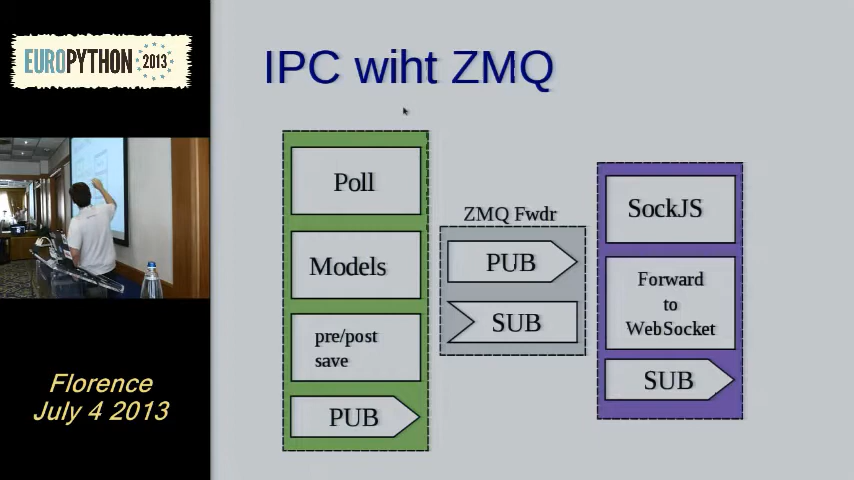 EUROPYTHON 2013
Florence
July 4 2013
IPC wiht ZMQ
Poll
Models
pre/post
save
PUB
ZMQ Fwdr
PUB
SUB
SockJS
Forward
to
WebSocket
SUB